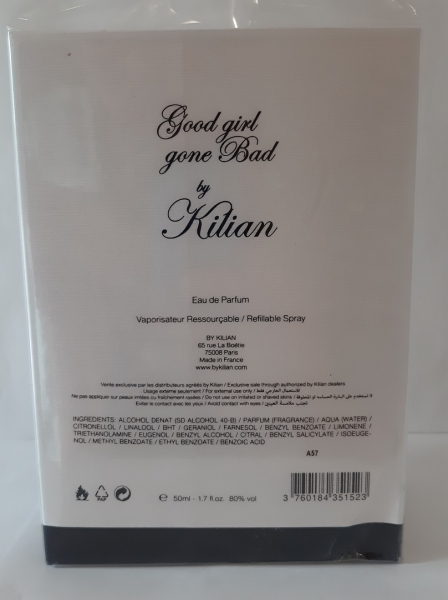 Good girl
gone Bad
by
Kilian
Eau de Parfum
Vaporisateur Ressourçable / Refillable Spray
BY KILIAN
65 rue La Boétie
75008 Paris
Made in France
www.bykilian.com
Vente exclusive par les distributeurs agréés by Kilian / Exclusive sale through authorized by Kilian dealers
Usage externe seulement / For external use only / للاستعمال الخارجي فقط
Ne pas appliquer sur peaux irritées ou fraîchement rasées / Do not use on irritated or shaved skins /
Eviter le contact avec les yeux / Avoid contact with eyes / تجنب ملامسة العينين
INGREDIENTS: ALCOHOL DENAT (SD ALCOHOL 40-B) / PARFUM (FRAGRANCE) / AQUA (WATER) /
CITRONELLOL / LINALOOL / BHT / GERANIOL / FARNESOL / BENZYL BENZOATE / LIMONENE /
TRIETHANOLAMINE / EUGENOL / BENZYL ALCOHOL / CITRAL / BENZYL SALICYLATE / ISOEUGE-
NOL / METHYL BENZOATE / ETHYL BENZOATE / BENZOIC ACID
A57
℮ 50ml - 1.7 fl.oz. 80% vol
3 760184 351523